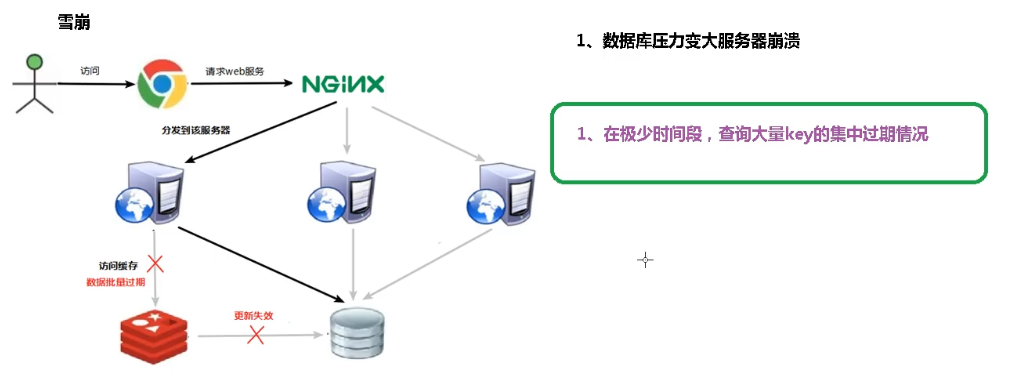 雪崩
1、数据库压力变大服务器崩溃
访问
请求web服务
NGINX
1、在极少时间段，查询大量key的集中过期情况
分发到该服务器
访问缓存
数据批量过期
更新失效